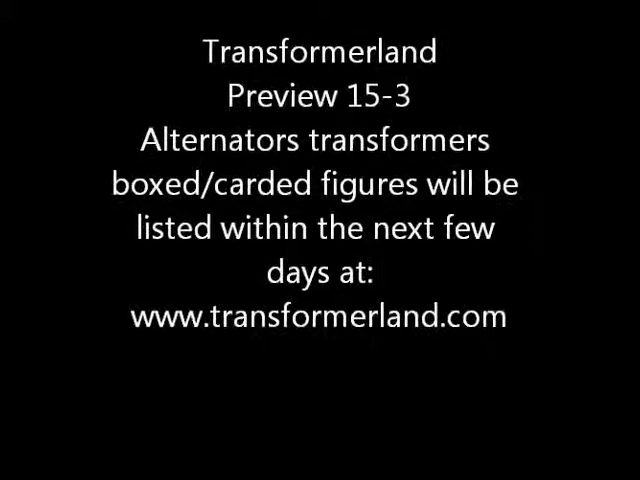 Transformerland
Preview 15-3
Alternators transformers
boxed/carded figures will be
listed within the next few
days at:
www.transformerland.com